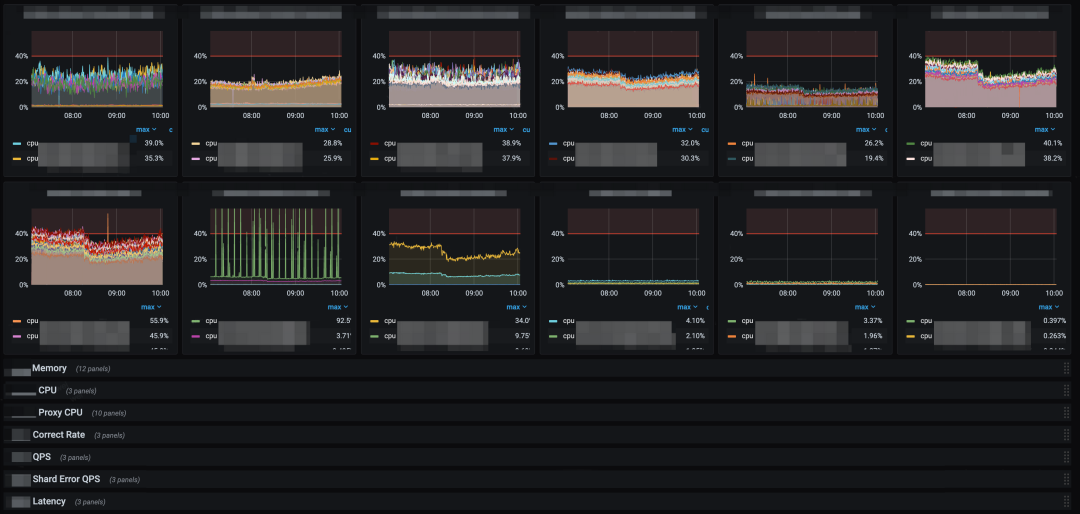 40% 40% 40% 40% 40% 40%
20% 20% 20% 20% 20% 20%
0% 0% 0% 0% 0% 0%
08:00 09:00 10:00 08:00 09:00 10:00 08:00 09:00 10:00 08:00 09:00 10:00 08:00 09:00 10:00 08:00 09:00 10:00
max c max cu max cu max cu max c max
cpu 39.0% cpu 28.8% cpu 38.9% cpu 32.0% cpu 26.2% cpu 40.1%
cpu 35.3% cpu 25.9% cpu 37.9% cpu 30.3% cpu 19.4% cpu 38.2%
40% 40% 40% 40% 40% 40%
20% 20% 20% 20% 20% 20%
0% 0% 0% 0% 0% 0%
08:00 09:00 10:00 08:00 09:00 10:00 08:00 09:00 10:00 08:00 09:00 10:00 08:00 09:00 10:00 08:00 09:00 10:00
max max max max c max max
cpu 55.9% cpu 92.5 cpu 34.0 cpu 4.10% cpu 3.37% cpu 0.397%
cpu 45.9% cpu 3.71 cpu 9.75 cpu 2.10% cpu 1.96% cpu 0.263%
Memory (12 panels)
CPU (3 panels)
Proxy CPU (10 panels)
Correct Rate (3 panels)
QPS (3 panels)
Shard Error QPS (3 panels)
Latency (3 panels)